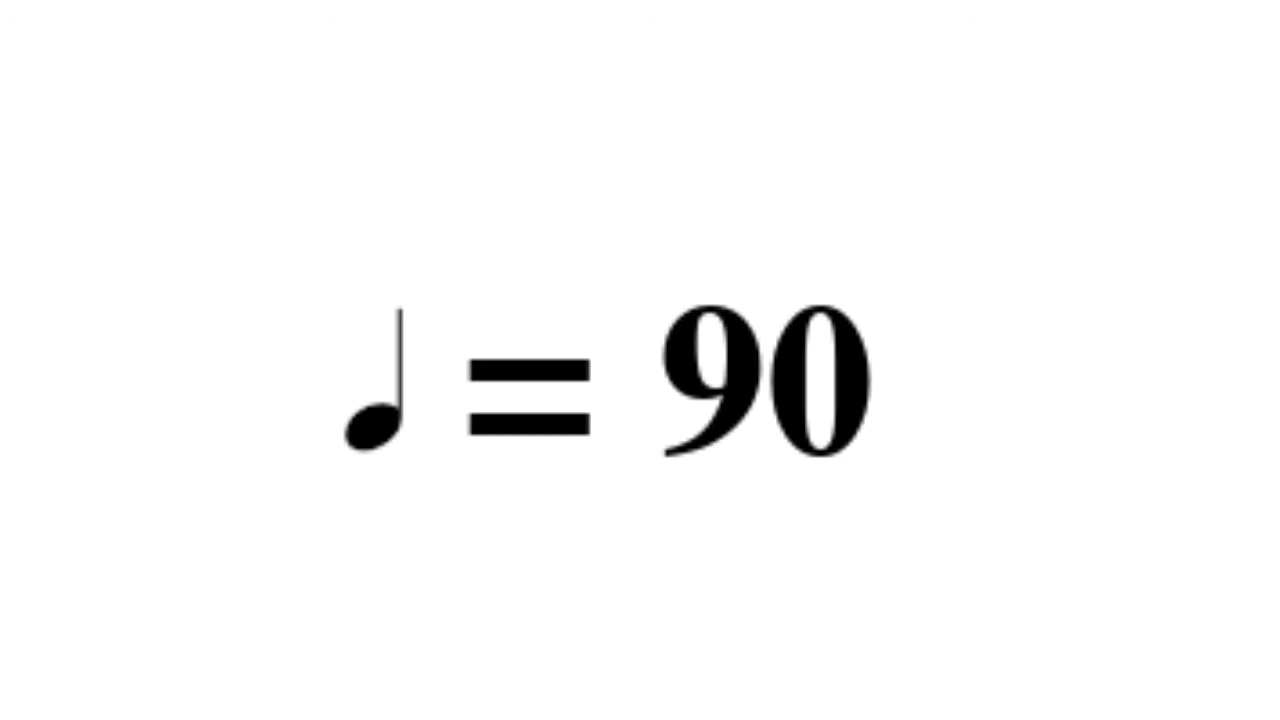 ♩ = 90